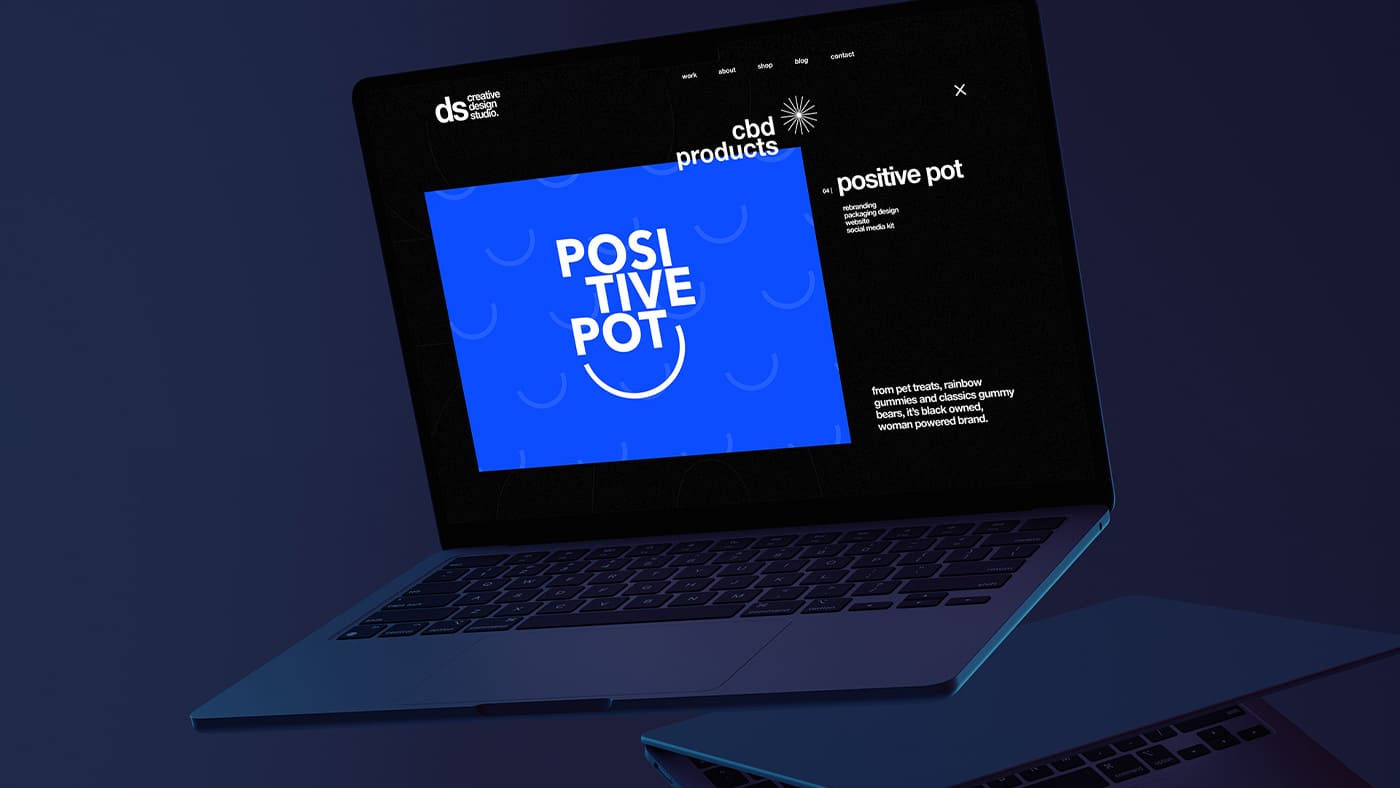 work
about
shop
blog
contact
ds
creative
design
studio.
cbd
products
POSI
TIVE
POT
04 |
positive pot
rebranding
packaging design
website
social media kit
from pet treats, rainbow
gummies and classics gummy
bears, it's black owned,
woman powered brand.